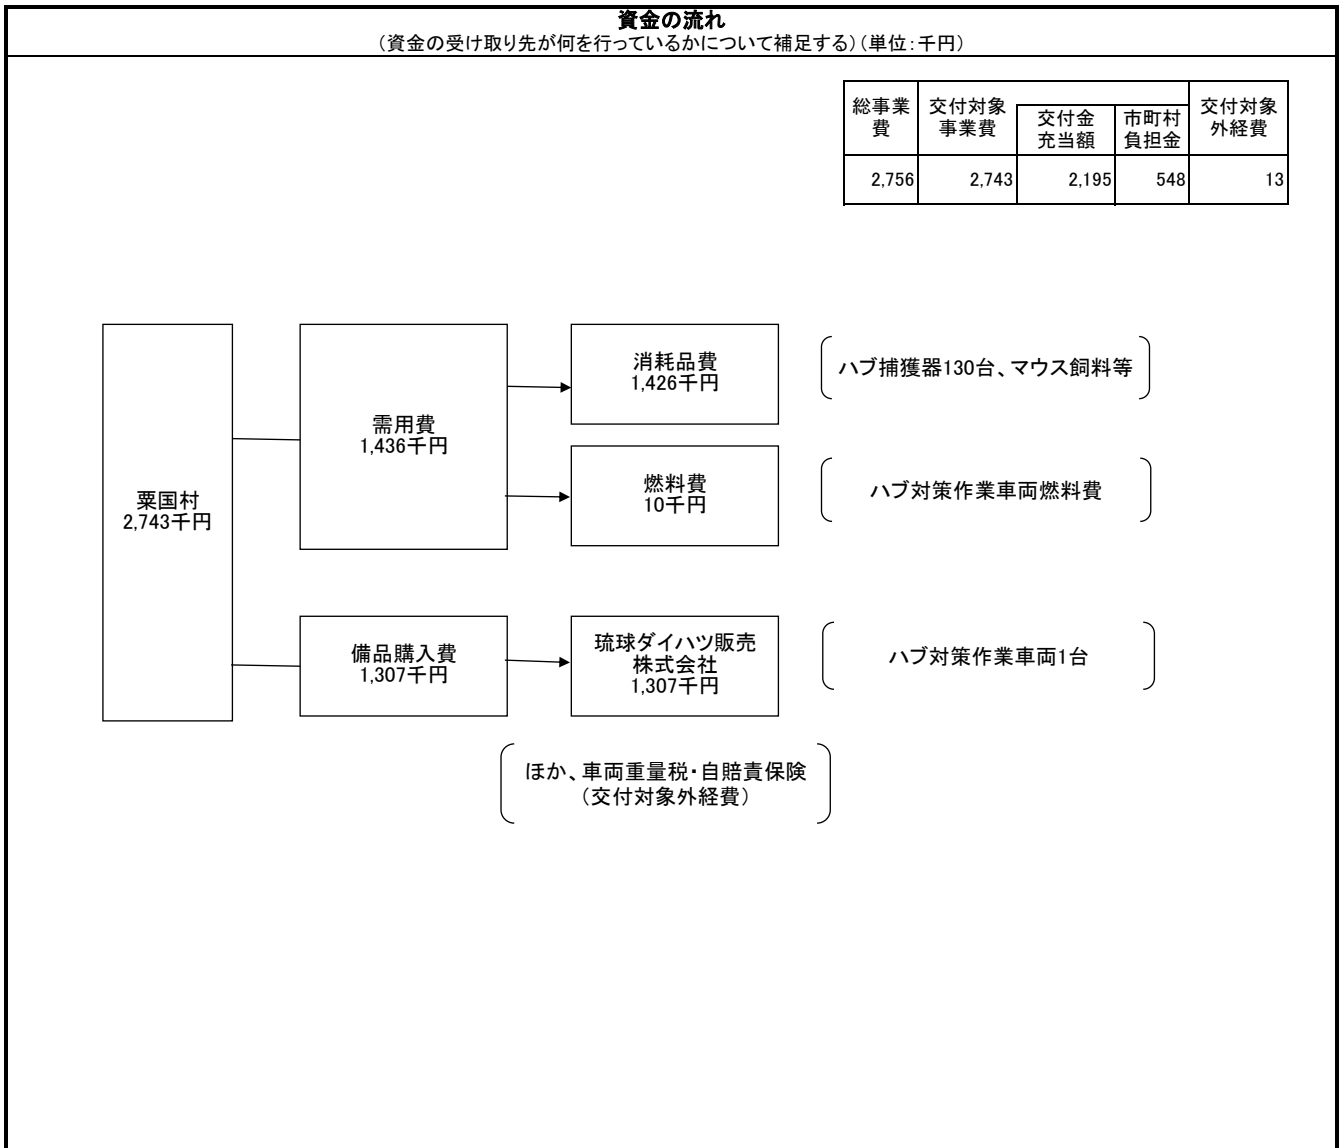 資金の流れ
（資金の受け取り先が何を行っているかについて補足する）（単位：千円）
総事業
費
交付対象
事業費
交付金
充当額
市町村
負担金
交付対象
外経費
2,756
2,743
2,195
548
13
粟国村
2,743千円
需用費
1,436千円
消耗品費
1,426千円
ハブ捕獲器130台、マウス飼料等
燃料費
10千円
ハブ対策作業車両燃料費
備品購入費
1,307千円
琉球ダイハツ販売
株式会社
1,307千円
ハブ対策作業車両1台
ほか、車両重量税・自賠責保険
（交付対象外経費）